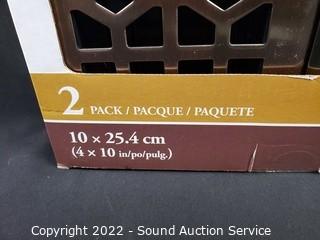 2 PACK / PACQUE / PAQUETE
10 x 25.4 cm
(4 x 10 in/po/pulg.)
Copyright 2022 - Sound Auction Service